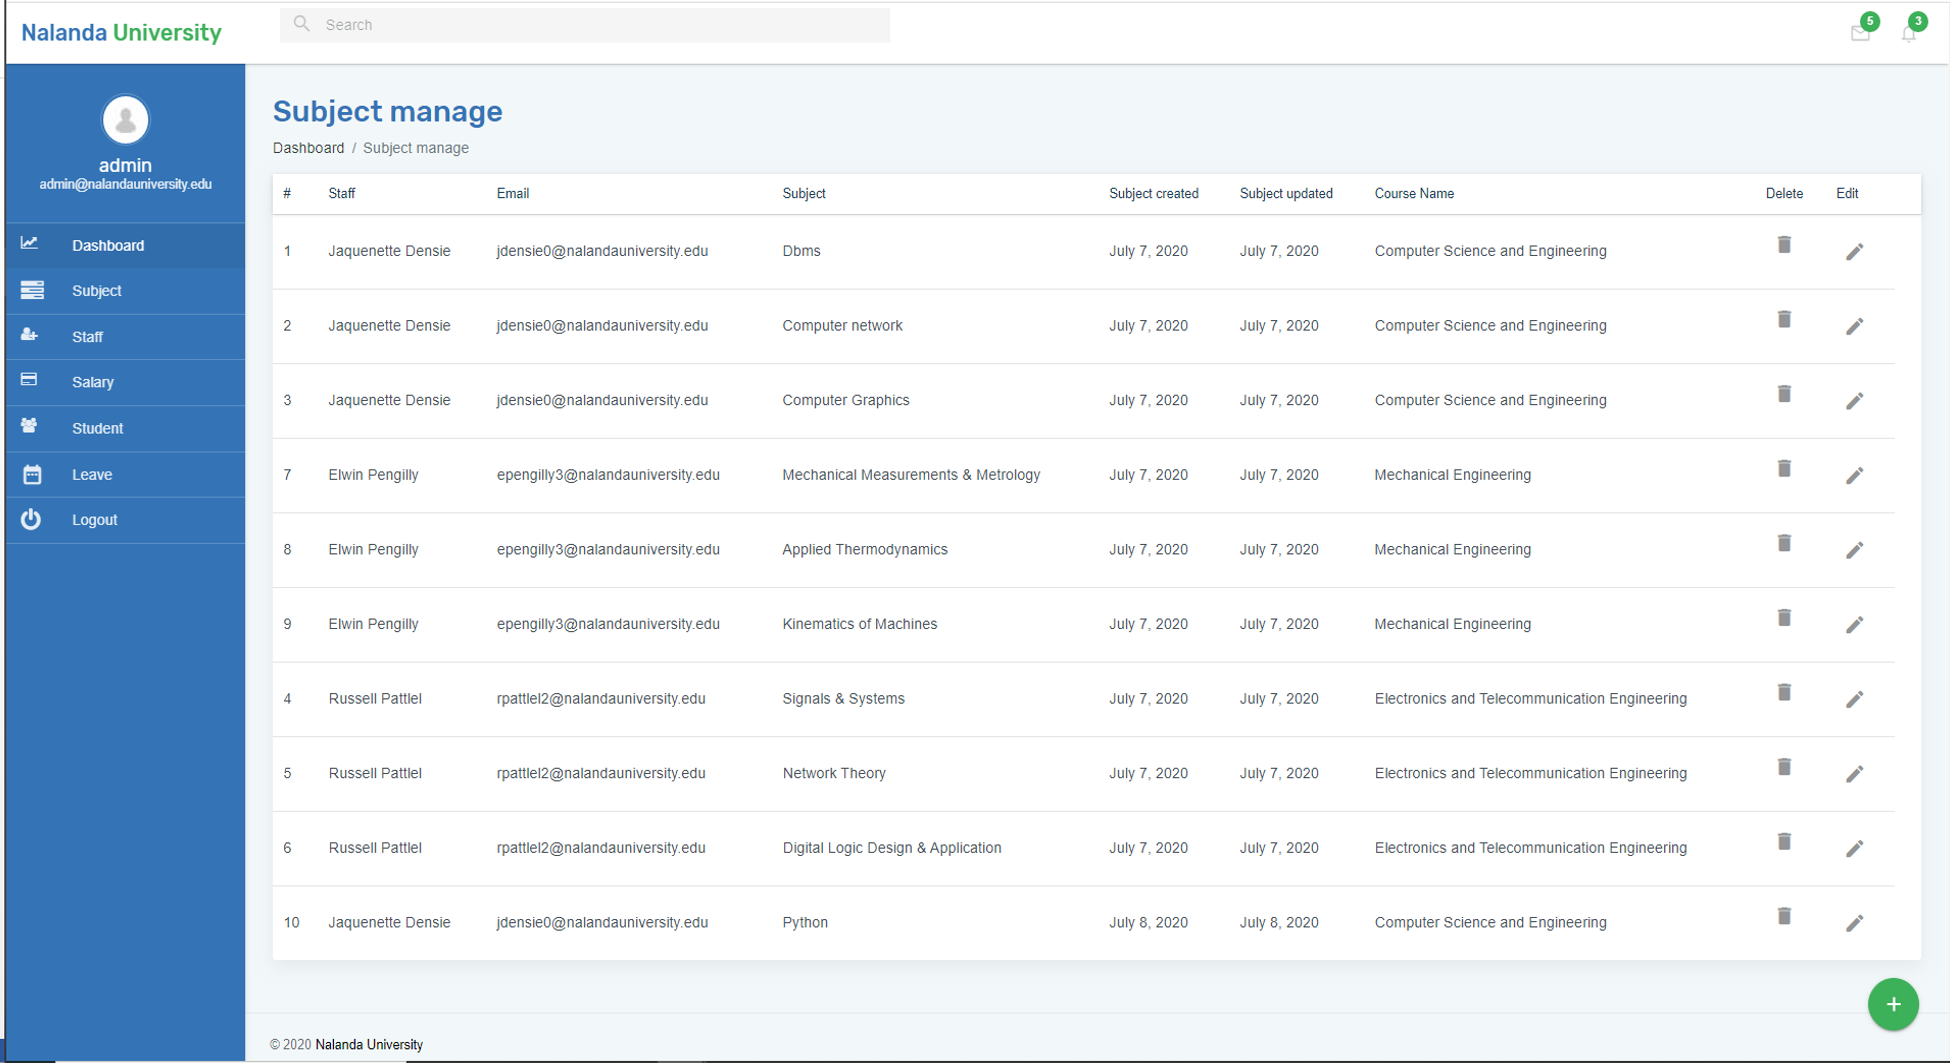 Nalanda University
Search
5
3
admin
admin@nalandauniversity.edu
Dashboard
Subject
Staff
Salary
Student
Leave
Logout
Subject manage
Dashboard / Subject manage
# Staff Email Subject Subject created Subject updated Course Name Delete Edit
1 Jaquenette Densie jdensie0@nalandauniversity.edu Dbms July 7, 2020 July 7, 2020 Computer Science and Engineering
2 Jaquenette Densie jdensie0@nalandauniversity.edu Computer network July 7, 2020 July 7, 2020 Computer Science and Engineering
3 Jaquenette Densie jdensie0@nalandauniversity.edu Computer Graphics July 7, 2020 July 7, 2020 Computer Science and Engineering
7 Elwin Pengilly epengilly3@nalandauniversity.edu Mechanical Measurements & Metrology July 7, 2020 July 7, 2020 Mechanical Engineering
8 Elwin Pengilly epengilly3@nalandauniversity.edu Applied Thermodynamics July 7, 2020 July 7, 2020 Mechanical Engineering
9 Elwin Pengilly epengilly3@nalandauniversity.edu Kinematics of Machines July 7, 2020 July 7, 2020 Mechanical Engineering
4 Russell Pattlel rpattlel2@nalandauniversity.edu Signals & Systems July 7, 2020 July 7, 2020 Electronics and Telecommunication Engineering
5 Russell Pattlel rpattlel2@nalandauniversity.edu Network Theory July 7, 2020 July 7, 2020 Electronics and Telecommunication Engineering
6 Russell Pattlel rpattlel2@nalandauniversity.edu Digital Logic Design & Application July 7, 2020 July 7, 2020 Electronics and Telecommunication Engineering
10 Jaquenette Densie jdensie0@nalandauniversity.edu Python July 8, 2020 July 8, 2020 Computer Science and Engineering
+
© 2020 Nalanda University